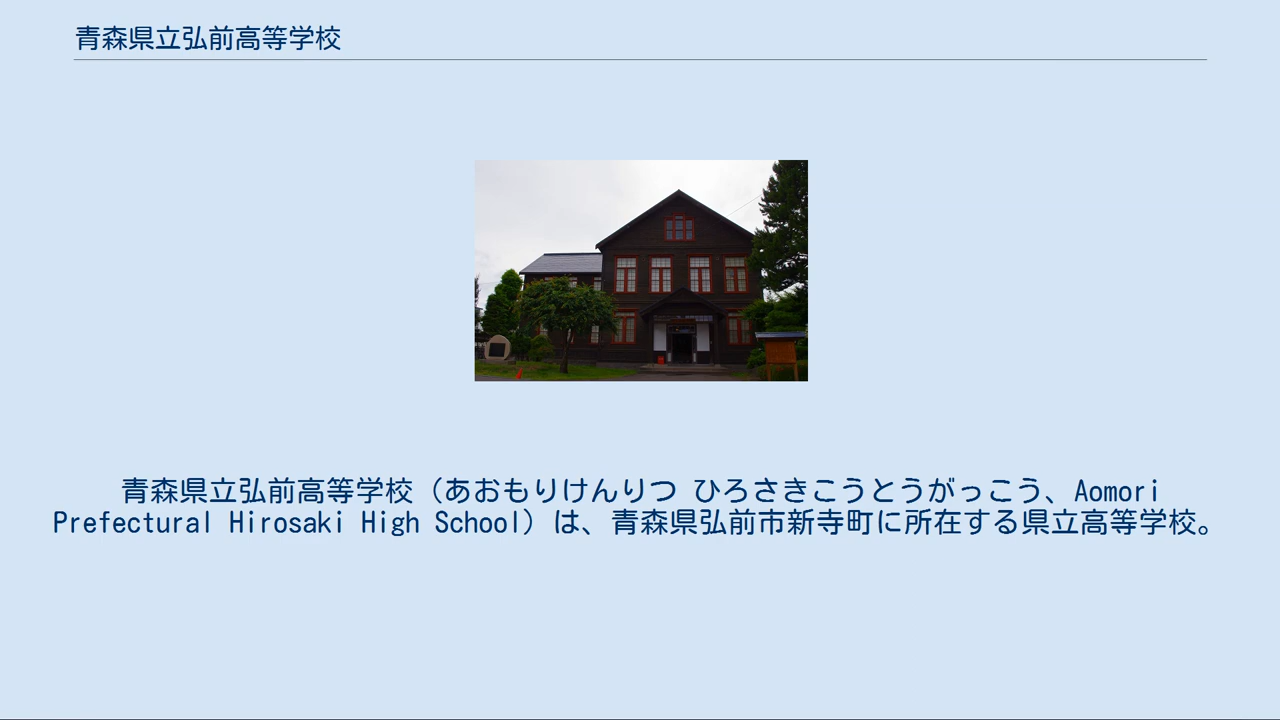 青森県立弘前高等学校
青森県立弘前高等学校（あおもりけんりつ ひろさきこうとうがっこう、Aomori
Prefectural Hirosaki High School）は、青森県弘前市新寺町に所在する県立高等学校。